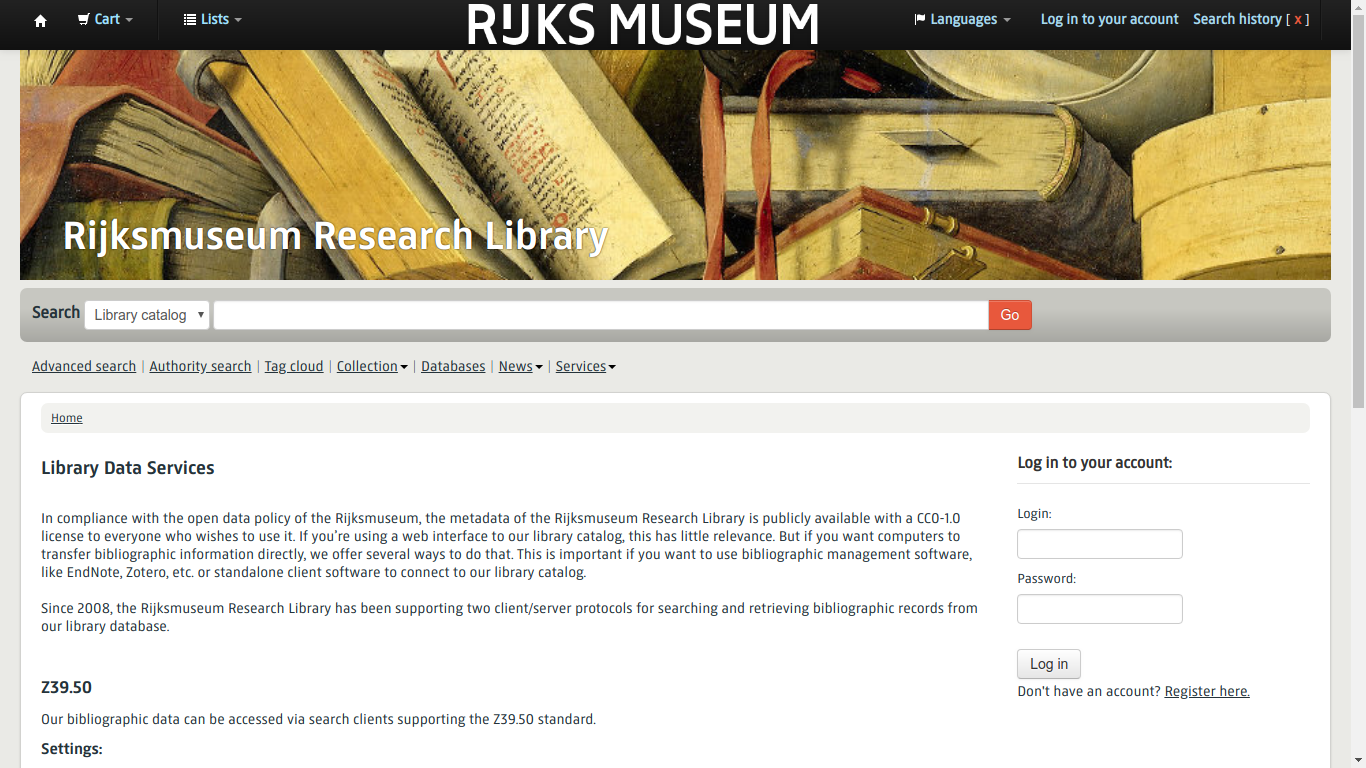 Cart
Lists
RIJKS MUSEUM
Languages
Log in to your account
Search history [ x ]
Rijksmuseum Research Library
Search
Library catalog
Go
Advanced search | Authority search | Tag cloud | Collection | Databases | News | Services
Home
Library Data Services
In compliance with the open data policy of the Rijksmuseum, the metadata of the Rijksmuseum Research Library is publicly available with a CC0-1.0
license to everyone who wishes to use it. If you're using a web interface to our library catalog, this has little relevance. But if you want computers to
transfer bibliographic information directly, we offer several ways to do that. This is important if you want to use bibliographic management software,
like EndNote, Zotero, etc. or standalone client software to connect to our library catalog.
Since 2008, the Rijksmuseum Research Library has been supporting two client/server protocols for searching and retrieving bibliographic records from
our library database.
Z39.50
Our bibliographic data can be accessed via search clients supporting the Z39.50 standard.
Settings:
Log in to your account:
Login:
Password:
Log in
Don't have an account? Register here.